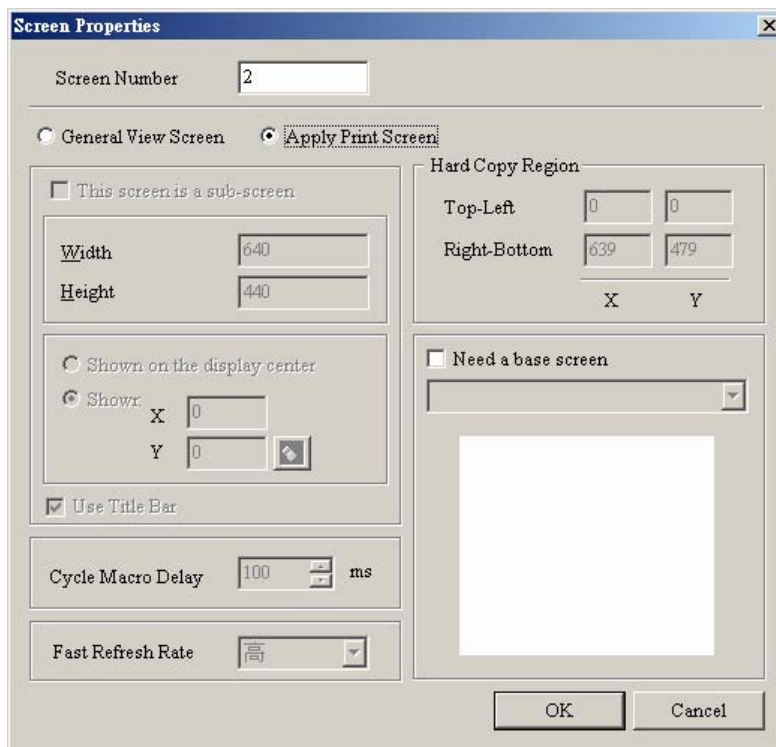 Screen Properties
Screen Number 2
General View Screen Apply Print Screen
This screen is a sub-screen
Width 640
Height 440
Shown on the display center
Shown
X 0
Y 0
Use Title Bar
Cycle Macro Delay 100 ms
Fast Refresh Rate 高
Hard Copy Region
Top-Left 0 0
Right-Bottom 639 479
X Y
Need a base screen
OK Cancel